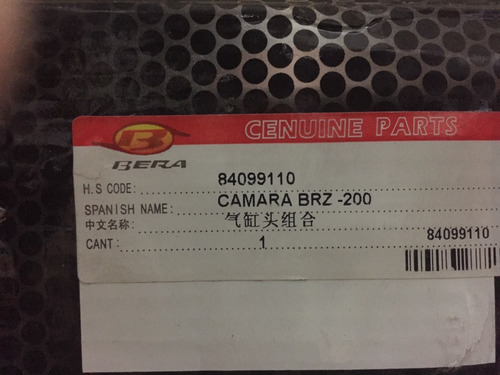 CENUINE PARTS
B
BERA
H.S CODE: 84099110
SPANISH NAME: CAMARA BRZ -200
中文名称: 气缸头组合
CANT : 1
84099110